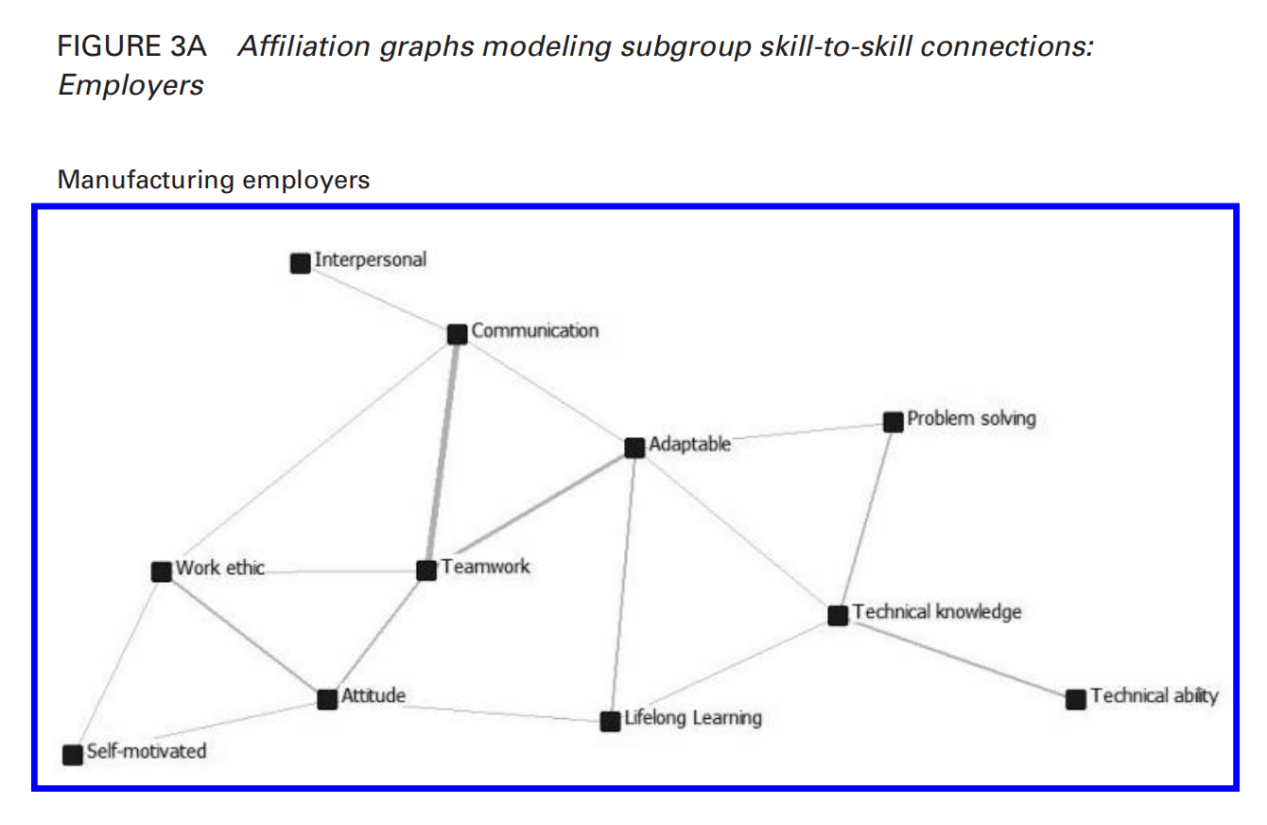 FIGURE 3A Affiliation graphs modeling subgroup skill-to-skill connections:
Employers
Manufacturing employers
Interpersonal
Communication
Problem solving
Adaptable
Work ethic
Teamwork
Technical knowledge
Attitude
Technical ability
Lifelong Learning
Self-motivated